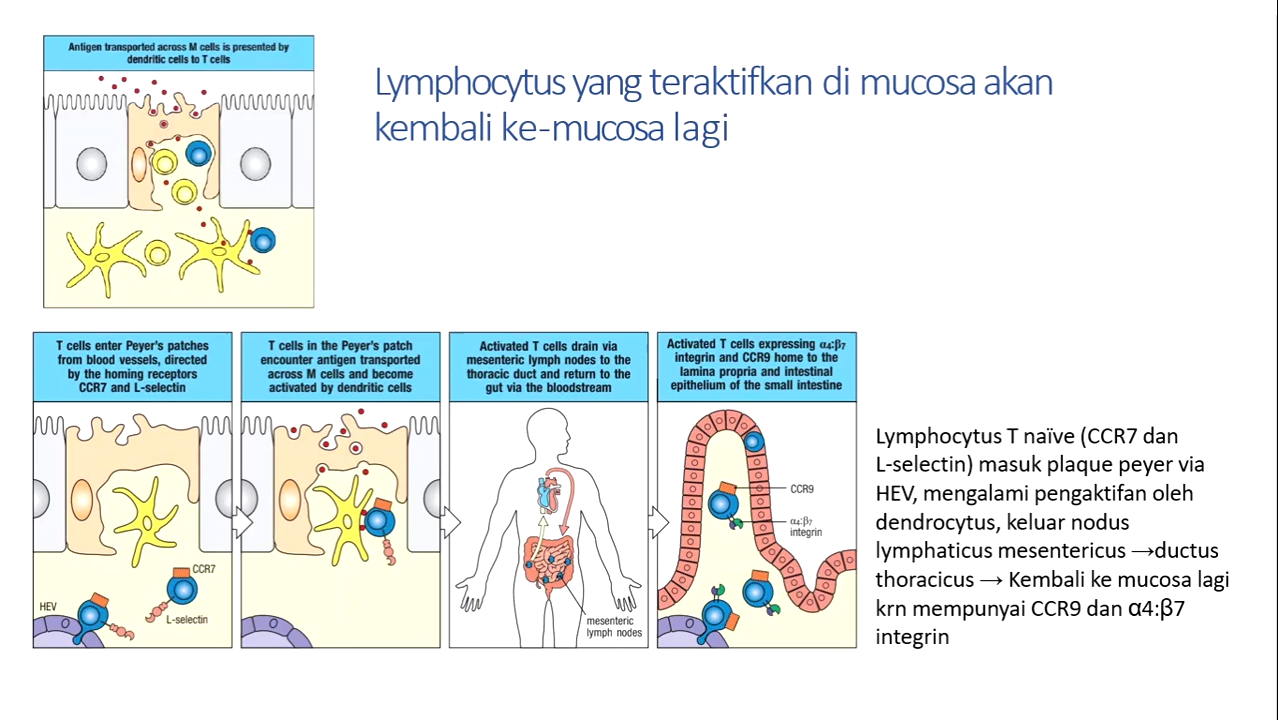 Antigen transported across M cells is presented by
dendritic cells to T cells
Lymphocytus yang teraktifkan di mucosa akan
kembali ke-mucosa lagi
T cells enter Peyer's patches
from blood vessels, directed
by the homing receptors
CCR7 and L-selectin
HEV
CCR7
L-selectin
T cells in the Peyer's patch
encounter antigen transported
across M cells and become
activated by dendritic cells
Activated T cells drain via
mesenteric lymph nodes to the
thoracic duct and return to the
gut via the bloodstream
mesenteric
lymph nodes
Activated T cells expressing α4:β7
integrin and CCR9 home to the
lamina propria and intestinal
epithelium of the small intestine
CCR9
α4:β7
integrin
Lymphocytus T naïve (CCR7 dan
L-selectin) masuk plaque peyer via
HEV, mengalami pengaktifan oleh
dendrocytus, keluar nodus
lymphaticus mesentericus →ductus
thoracicus → Kembali ke mucosa lagi
krn mempunyai CCR9 dan α4:β7
integrin